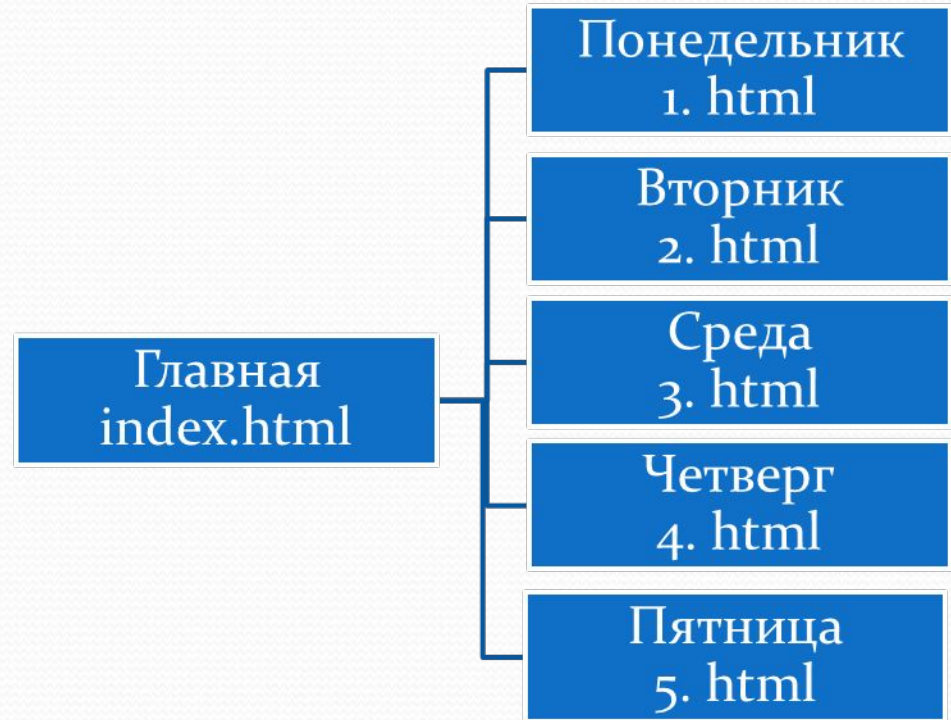 Понедельник
1. html
Вторник
2. html
Среда
3. html
Главная
index.html
Четверг
4. html
Пятница
5. html